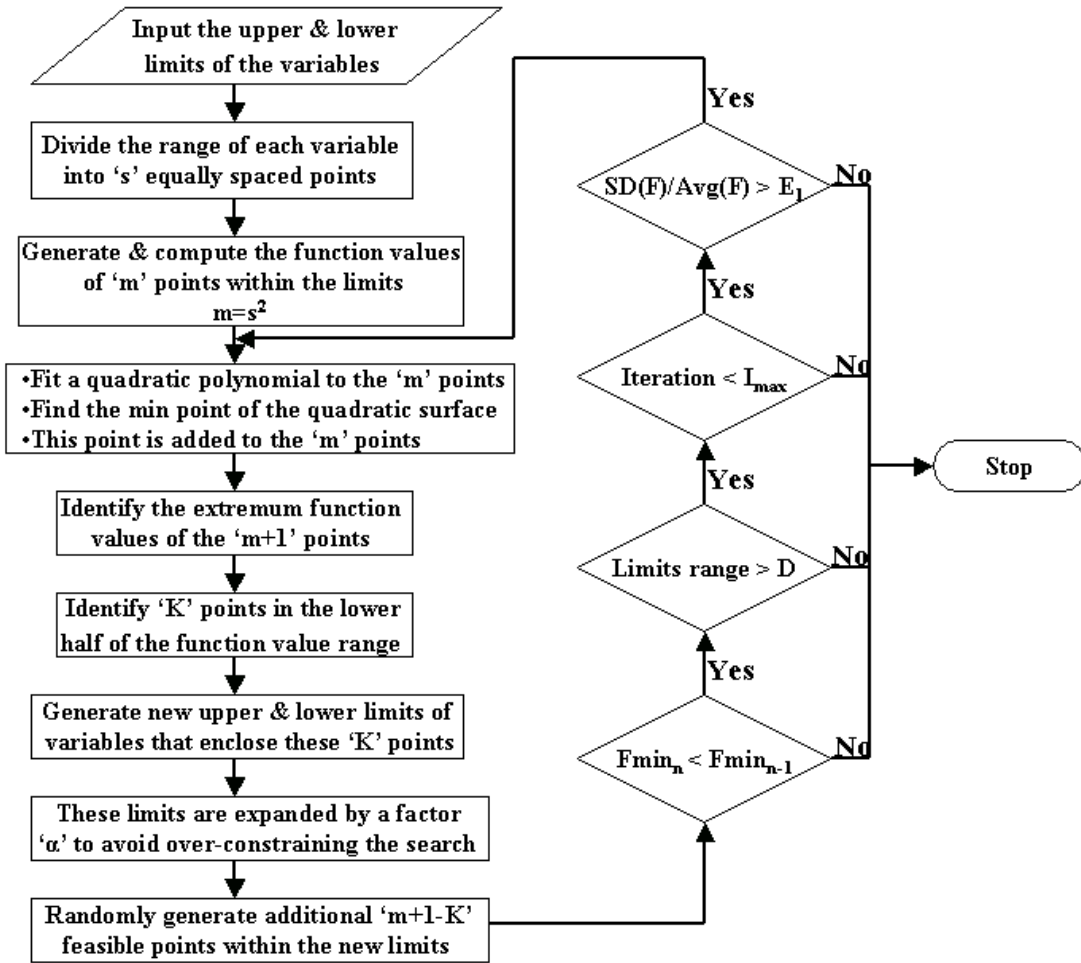 Input the upper & lower
limits of the variables
Divide the range of each variable
into ‘s’ equally spaced points
Generate & compute the function values
of ‘m’ points within the limits
m=s²
•Fit a quadratic polynomial to the ‘m’ points
•Find the min point of the quadratic surface
•This point is added to the ‘m’ points
Identify the extremum function
values of the ‘m+1’ points
Identify ‘K’ points in the lower
half of the function value range
Generate new upper & lower limits of
variables that enclose these ‘K’ points
These limits are expanded by a factor
‘α’ to avoid over-constraining the search
Randomly generate additional ‘m+1-K’
feasible points within the new limits
Fminₙ < Fminₙ₋₁
No
Yes
Limits range > D
No
Yes
Iteration < Iₘₐₓ
No
Yes
SD(F)/Avg(F) > E₁
No
Yes
Stop